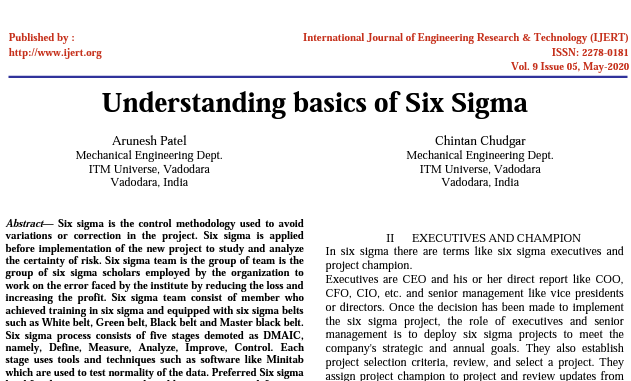 Published by :
http://www.ijert.org
International Journal of Engineering Research & Technology (IJERT)
ISSN: 2278-0181
Vol. 9 Issue 05, May-2020
Understanding basics of Six Sigma
Arunesh Patel
Mechanical Engineering Dept.
ITM Universe, Vadodara
Vadodara, India
Chintan Chudgar
Mechanical Engineering Dept.
ITM Universe, Vadodara
Vadodara, India
Abstract— Six sigma is the control methodology used to avoid
variations or correction in the project. Six sigma is applied
before implementation of the new project to study and analyze
the certainty of risk. Six sigma team is the group of team is the
group of six sigma scholars employed by the organization to
work on the error faced by the institute by reducing the loss and
increasing the profit. Six sigma team consist of member who
achieved training in six sigma and equipped with six sigma belts
such as White belt, Green belt, Black belt and Master black belt.
Six sigma process consists of five stages demoted as DMAIC,
namely, Define, Measure, Analyze, Improve, Control. Each
stage uses tools and techniques such as software like Minitab
which are used to test normality of the data. Preferred Six sigma
II EXECUTIVES AND CHAMPION
In six sigma there are terms like six sigma executives and
project champion.
Executives are CEO and his or her direct report like COO,
CFO, CIO, etc. and senior management like vice presidents
or directors. Once the decision has been made to implement
the six sigma project, the role of executives and senior
management is to deploy six sigma projects to meet the
company's strategic and annual goals. They also establish
project selection criteria, review, and select a project. They
assign project champion to project and review updates from